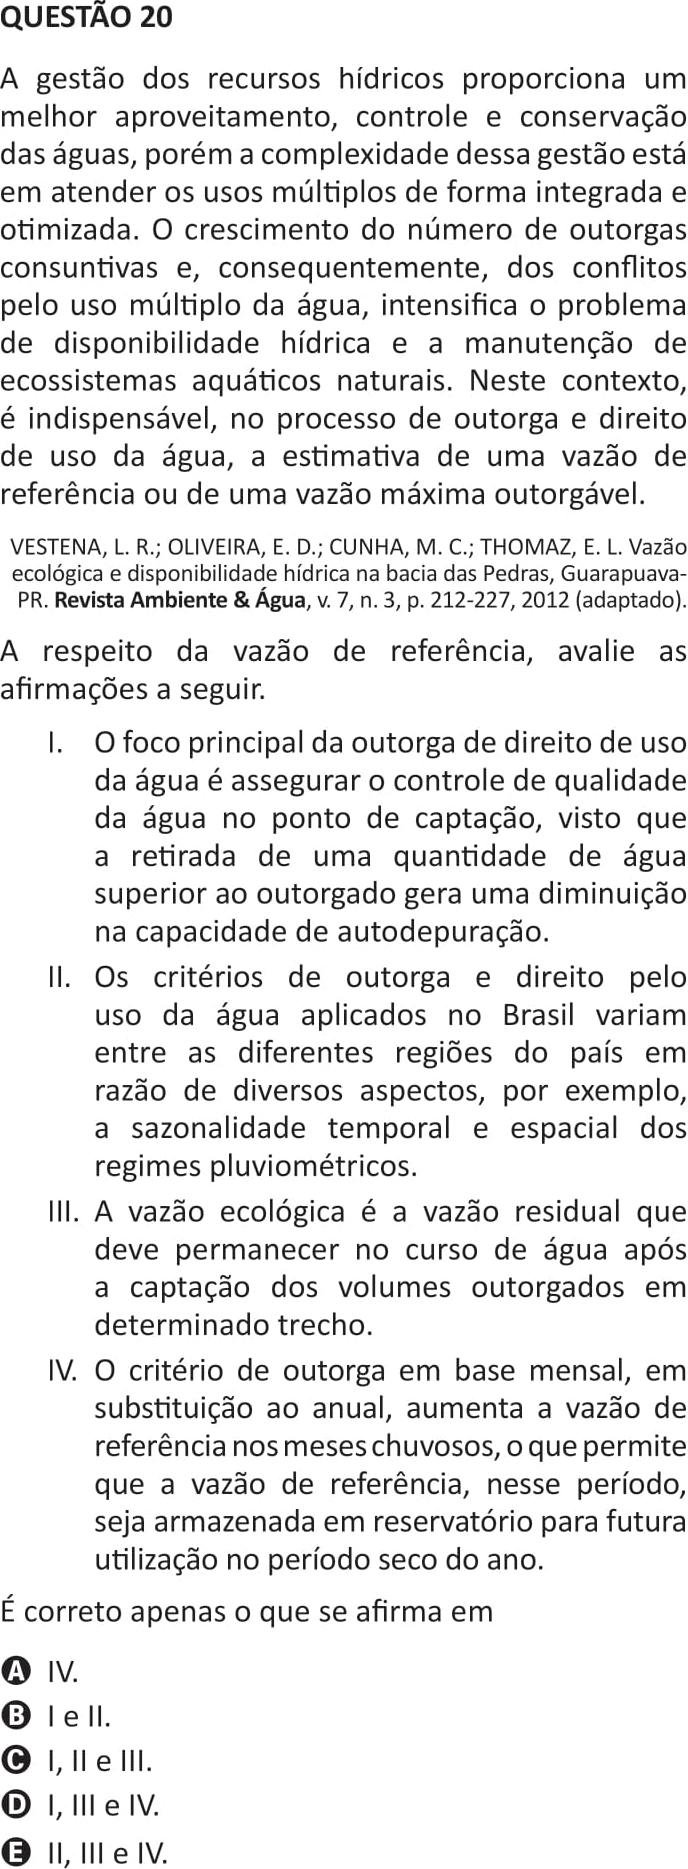 QUESTÃO 20
A gestão dos recursos hídricos proporciona um
melhor aproveitamento, controle e conservação
das águas, porém a complexidade dessa gestão está
em atender os usos múltiplos de forma integrada e
otimizada. O crescimento do número de outorgas
consuntivas e, consequentemente, dos conflitos
pelo uso múltiplo da água, intensifica o problema
de disponibilidade hídrica e a manutenção de
ecossistemas aquáticos naturais. Neste contexto,
é indispensável, no processo de outorga e direito
de uso da água, a estimativa de uma vazão de
referência ou de uma vazão máxima outorgável.
VESTENA, L. R.; OLIVEIRA, E. D.; CUNHA, M. C.; THOMAZ, E. L. Vazão
ecológica e disponibilidade hídrica na bacia das Pedras, Guarapuava-
PR. Revista Ambiente & Água, v. 7, n. 3, p. 212-227, 2012 (adaptado).
A respeito da vazão de referência, avalie as
afirmações a seguir.
I. O foco principal da outorga de direito de uso
da água é assegurar o controle de qualidade
da água no ponto de captação, visto que
a retirada de uma quantidade de água
superior ao outorgado gera uma diminuição
na capacidade de autodepuração.
II. Os critérios de outorga e direito pelo
uso da água aplicados no Brasil variam
entre as diferentes regiões do país em
razão de diversos aspectos, por exemplo,
a sazonalidade temporal e espacial dos
regimes pluviométricos.
III. A vazão ecológica é a vazão residual que
deve permanecer no curso de água após
a captação dos volumes outorgados em
determinado trecho.
IV. O critério de outorga em base mensal, em
substituição ao anual, aumenta a vazão de
referência nos meses chuvosos, o que permite
que a vazão de referência, nesse período,
seja armazenada em reservatório para futura
utilização no período seco do ano.
É correto apenas o que se afirma em
A IV.
B I e II.
C I, II e III.
D I, III e IV.
E II, III e IV.